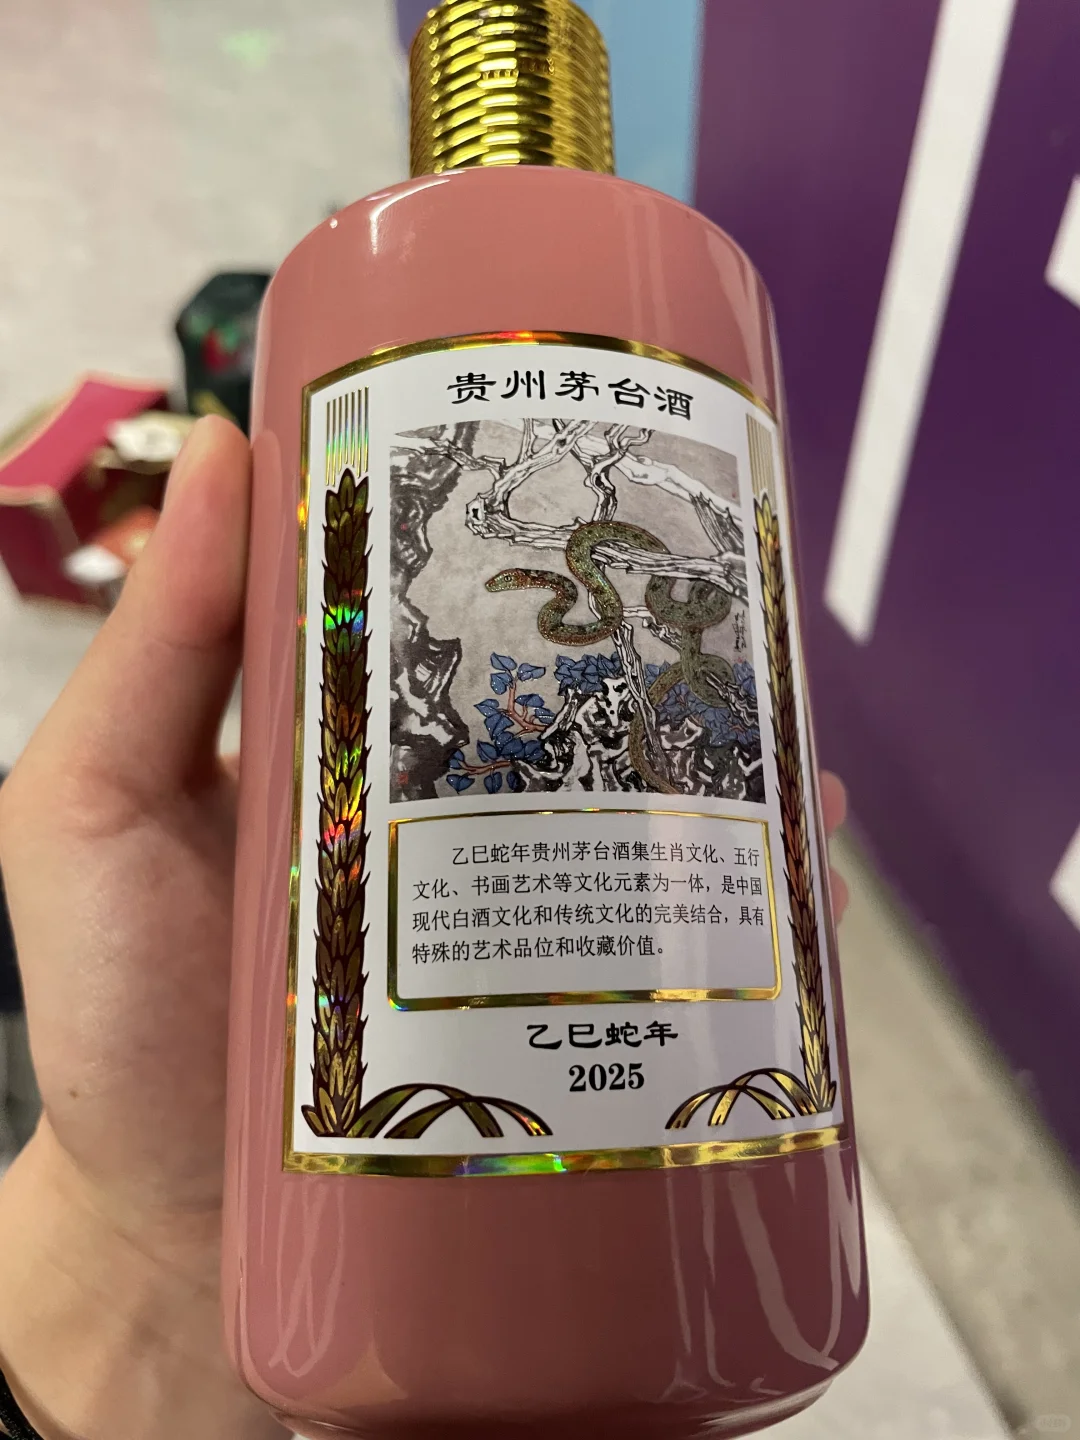 贵州茅台酒
乙巳蛇年贵州茅台酒集生肖文化、五行
文化、书画艺术等文化元素为一体，是中国
现代白酒文化和传统文化的完美结合，具有
特殊的艺术品位和收藏价值。
乙巳蛇年
2025